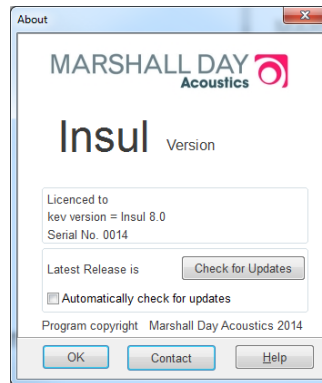 About
MARSHALL DAY
Acoustics
Insul Version
Licenced to
key version = Insul 8.0
Serial No. 0014
Latest Release is Check for Updates
Automatically check for updates
Program copyright Marshall Day Acoustics 2014
OK Contact Help